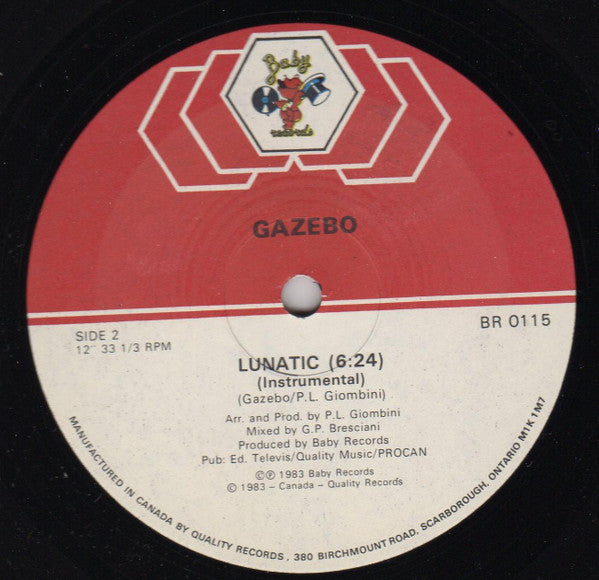 Baby
records
GAZEBO
SIDE 2
12" 33 1/3 RPM
BR 0115
LUNATIC (6:24)
(Instrumental)
(Gazebo/P.L. Giombini)
Arr. and Prod. by P.L. Giombini
Mixed by G.P. Bresciani
Produced by Baby Records
Pub: Ed. Televis/Quality Music/PROCAN
©℗ 1983 Baby Records
© 1983 - Canada - Quality Records
MANUFACTURED IN CANADA BY QUALITY RECORDS . 380 BIRCHMOUNT ROAD, SCARBOROUGH, ONTARIO M1K 1M7